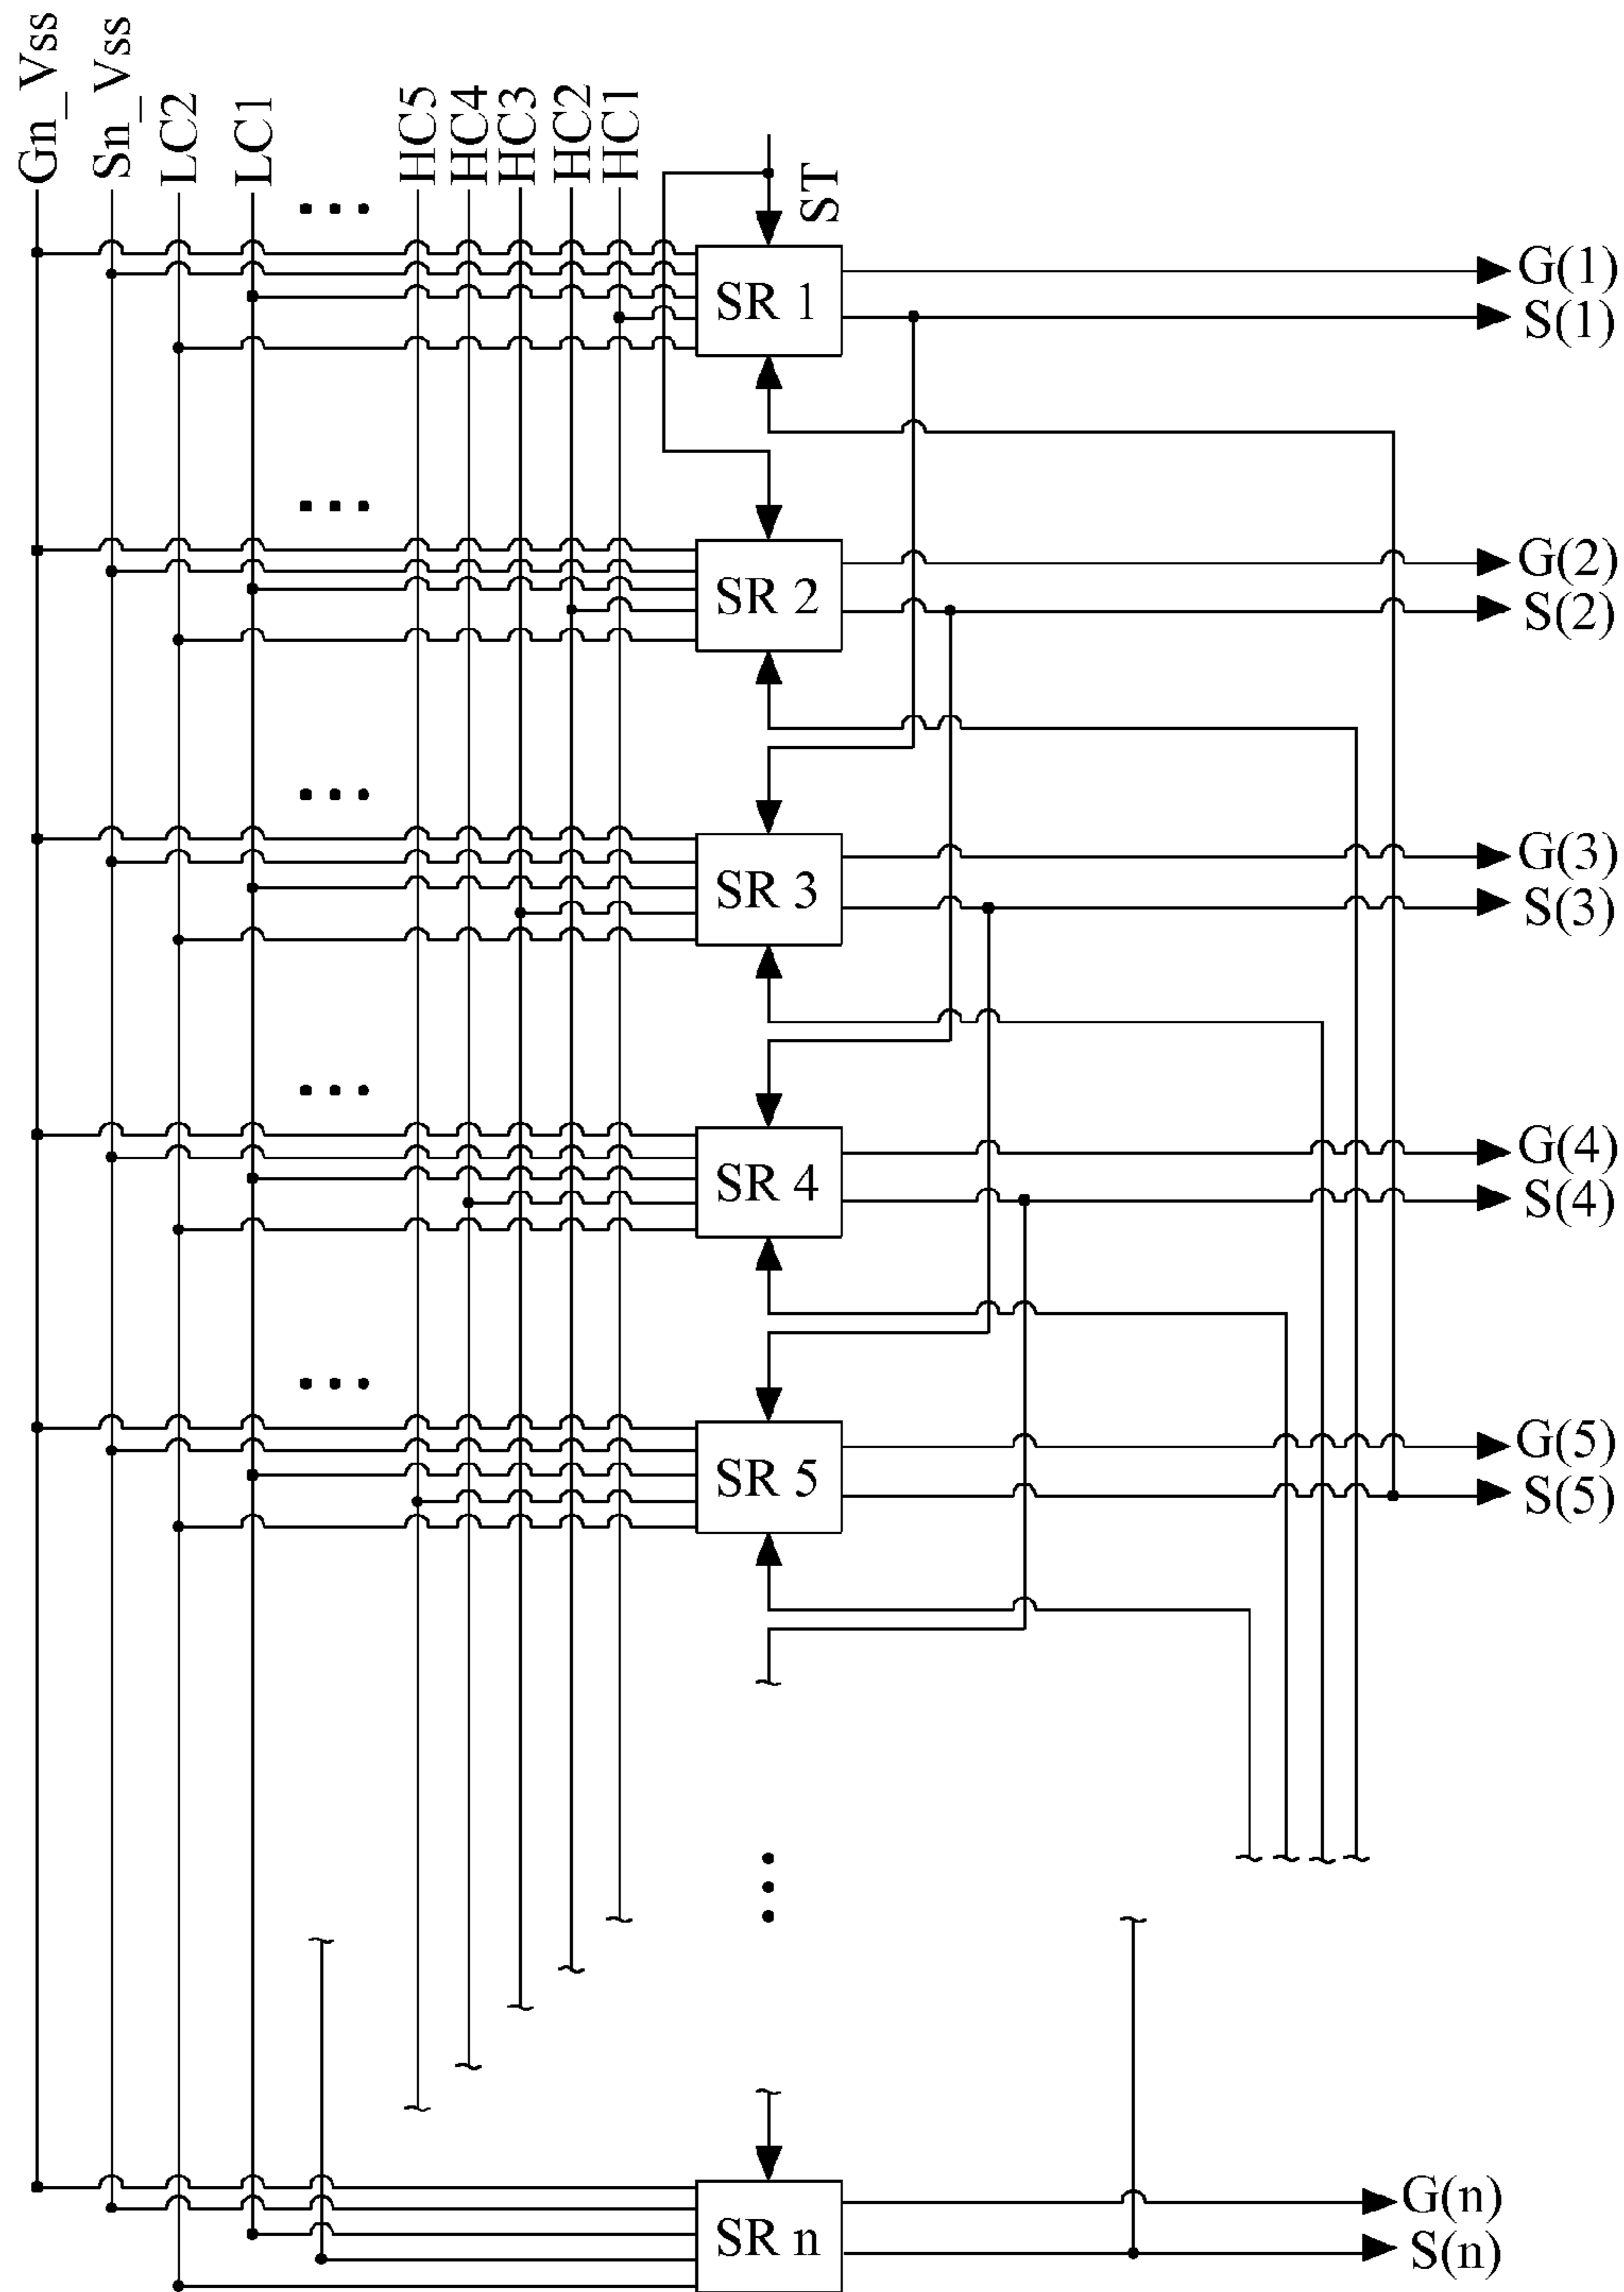 Gn_Vss
Sn_Vss
LC2
LC1
HC5
HC4
HC3
HC2
HC1
ST
SR 1
G(1)
S(1)
SR 2
G(2)
S(2)
SR 3
G(3)
S(3)
SR 4
G(4)
S(4)
SR 5
G(5)
S(5)
SR n
G(n)
S(n)